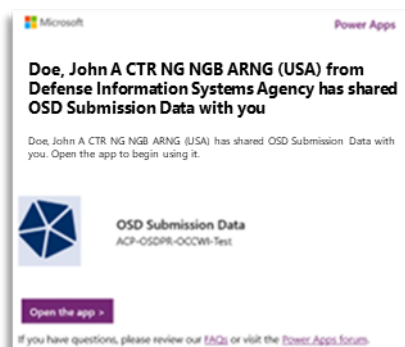 Microsoft
Power Apps
Doe, John A CTR NG NGB ARNG (USA) from
Defense Information Systems Agency has shared
OSD Submission Data with you
Doe, John A CTR NG NGB ARNG (USA) has shared OSD Submission Data with
you. Open the app to begin using it.
OSD Submission Data
ACP-OSDPR-OCCWI-Test
Open the app >
If you have questions, please review our FAQs or visit the Power Apps forum.